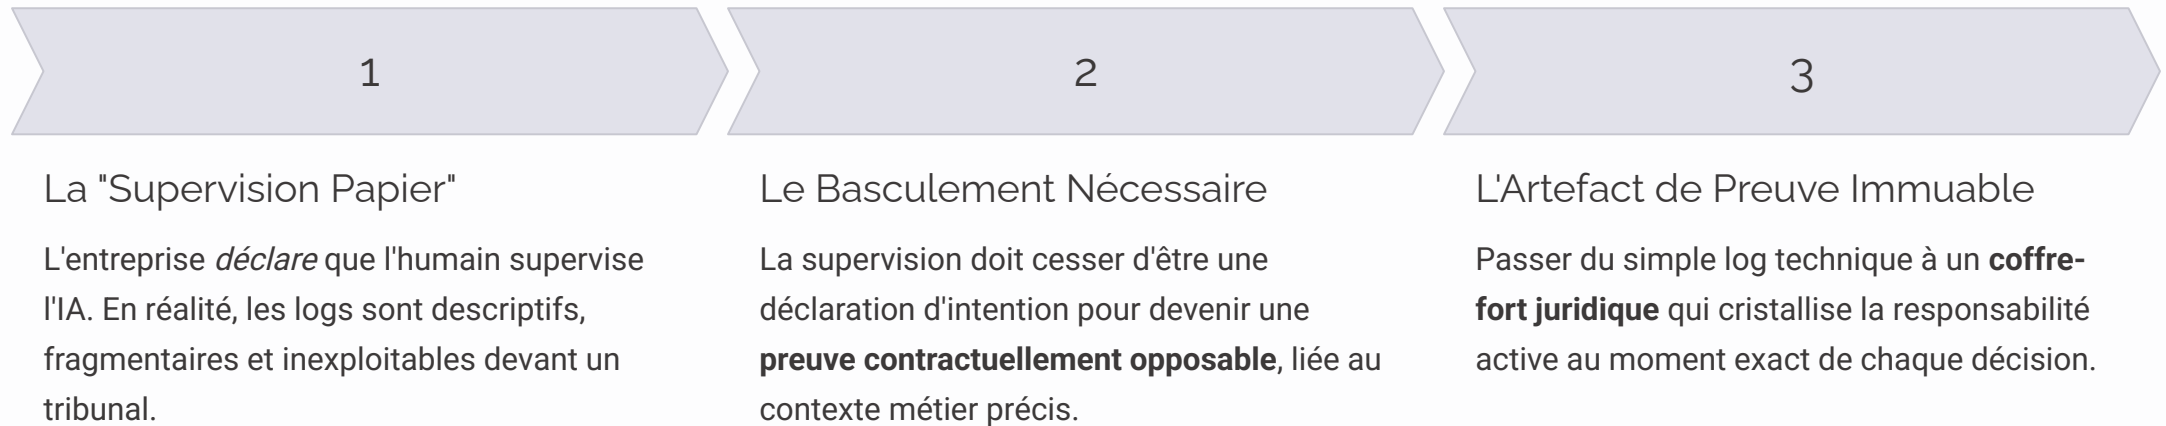 1
La "Supervision Papier"
L'entreprise déclare que l'humain supervise
l'IA. En réalité, les logs sont descriptifs,
fragmentaires et inexploitables devant un
tribunal.
2
Le Basculement Nécessaire
La supervision doit cesser d'être une
déclaration d'intention pour devenir une
preuve contractuellement opposable, liée au
contexte métier précis.
3
L'Artefact de Preuve Immuable
Passer du simple log technique à un coffre-
fort juridique qui cristallise la responsabilité
active au moment exact de chaque décision.